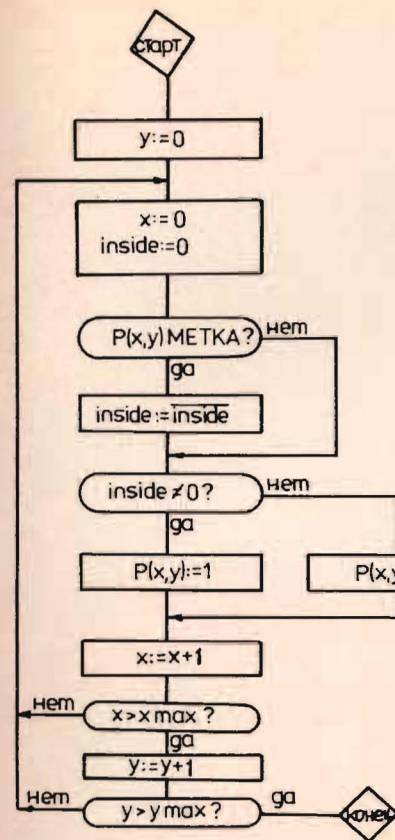 старт
y:=0
x:=0
inside:=0
P(x,y) МЕТКА?
нет
да
inside:=i̅n̅s̅i̅d̅e̅
inside≠0?
нет
да
P(x,y):=1
P(x,y
x:=x+1
нет
x>x max?
да
y:=y+1
нет
y>y max?
да
конец